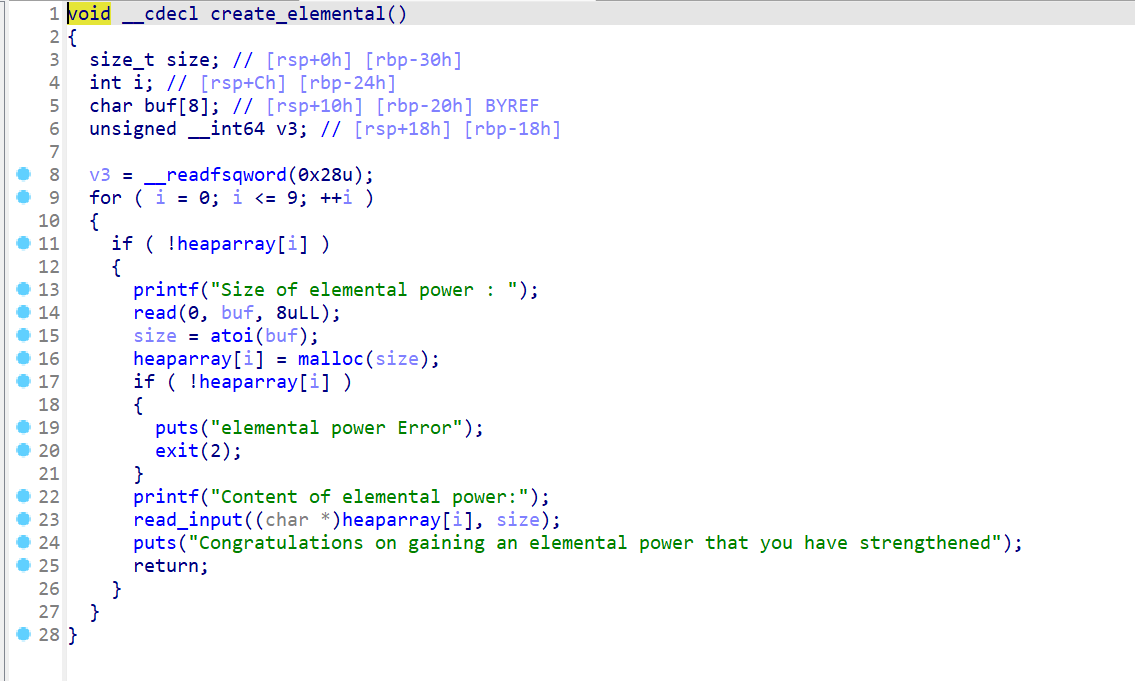 1 void __cdecl create_elemental()
2 {
3 size_t size; // [rsp+0h] [rbp-30h]
4 int i; // [rsp+Ch] [rbp-24h]
5 char buf[8]; // [rsp+10h] [rbp-20h] BYREF
6 unsigned __int64 v3; // [rsp+18h] [rbp-18h]
7
8 v3 = __readfsqword(0x28u);
9 for ( i = 0; i <= 9; ++i )
10 {
11 if ( !heaparray[i] )
12 {
13 printf("Size of elemental power : ");
14 read(0, buf, 8uLL);
15 size = atoi(buf);
16 heaparray[i] = malloc(size);
17 if ( !heaparray[i] )
18 {
19 puts("elemental power Error");
20 exit(2);
21 }
22 printf("Content of elemental power:");
23 read_input((char *)heaparray[i], size);
24 puts("Congratulations on gaining an elemental power that you have strengthened");
25 return;
26 }
27 }
28 }